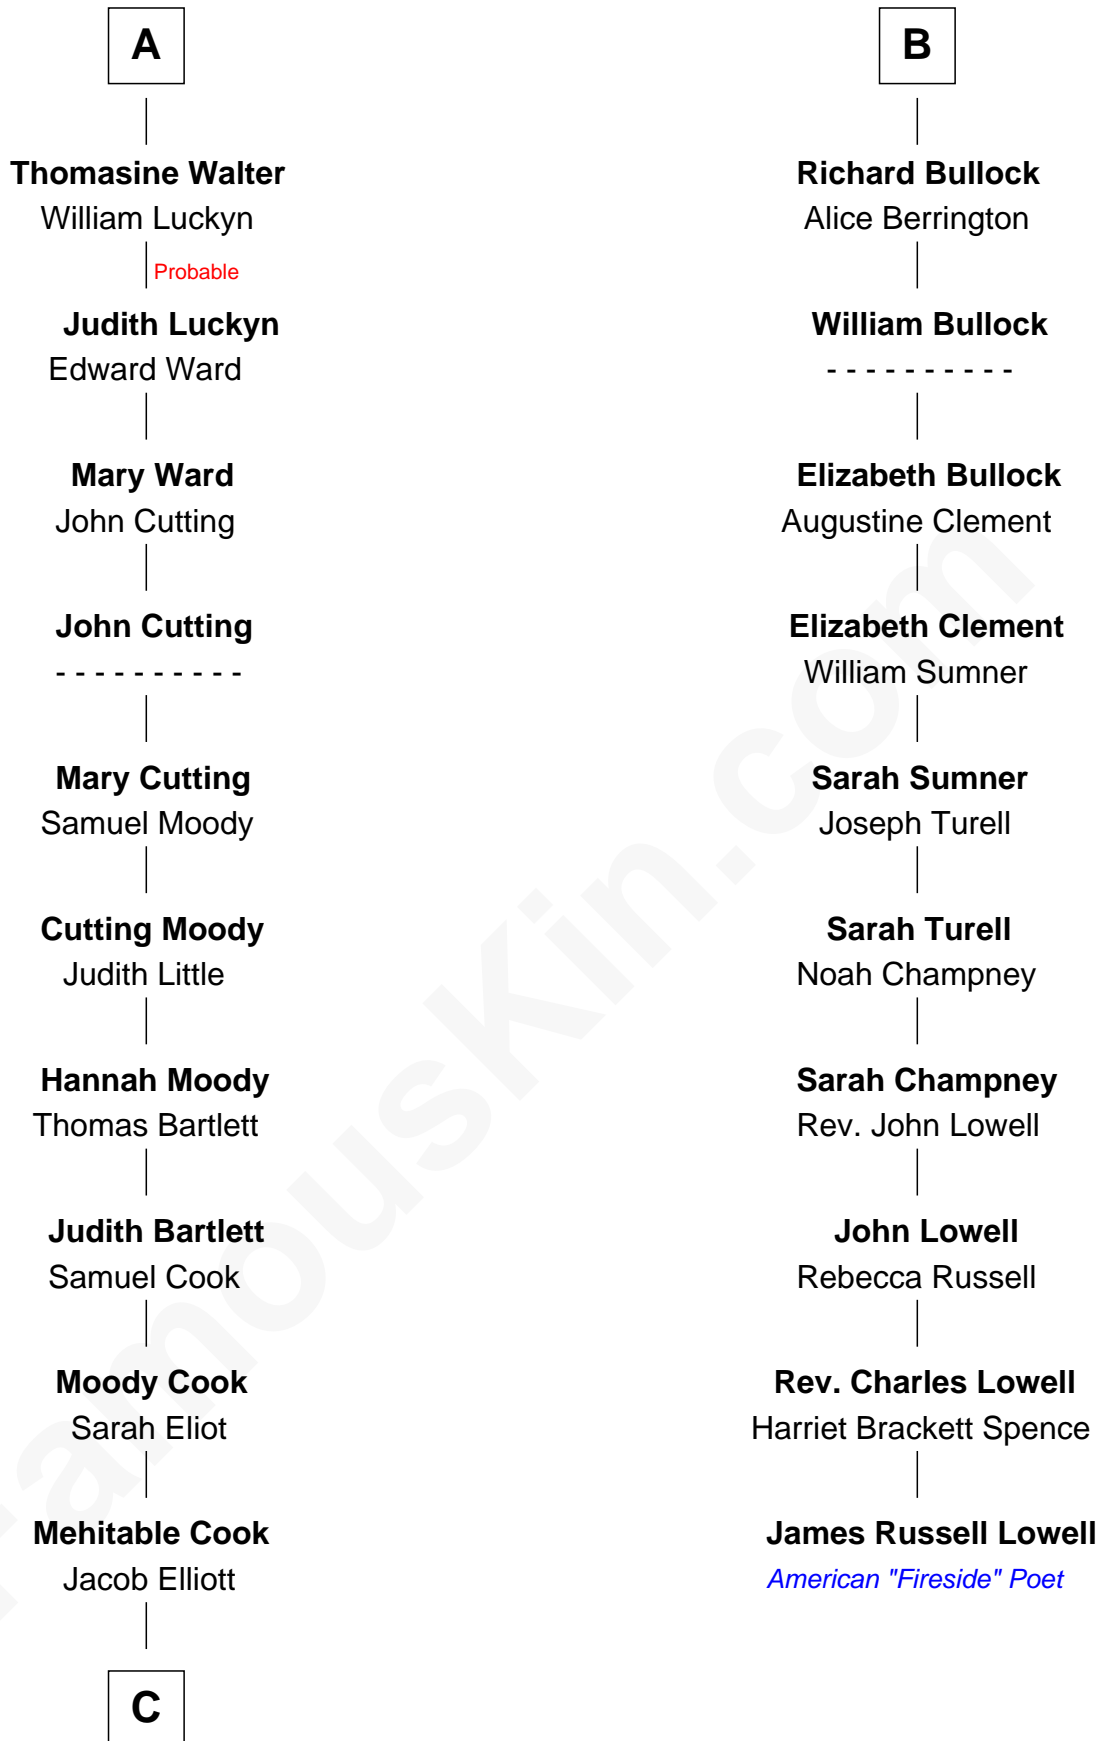 A
Thomasine Walter
William Luckyn
Probable
Judith Luckyn
Edward Ward
Mary Ward
John Cutting
John Cutting
- - - - - - - - - -
Mary Cutting
Samuel Moody
Cutting Moody
Judith Little
Hannah Moody
Thomas Bartlett
Judith Bartlett
Samuel Cook
Moody Cook
Sarah Eliot
Mehitable Cook
Jacob Elliott
C
B
Richard Bullock
Alice Berrington
William Bullock
- - - - - - - - - -
Elizabeth Bullock
Augustine Clement
Elizabeth Clement
William Sumner
Sarah Sumner
Joseph Turell
Sarah Turell
Noah Champney
Sarah Champney
Rev. John Lowell
John Lowell
Rebecca Russell
Rev. Charles Lowell
Harriet Brackett Spence
James Russell Lowell
American "Fireside" Poet
FamousKin.com